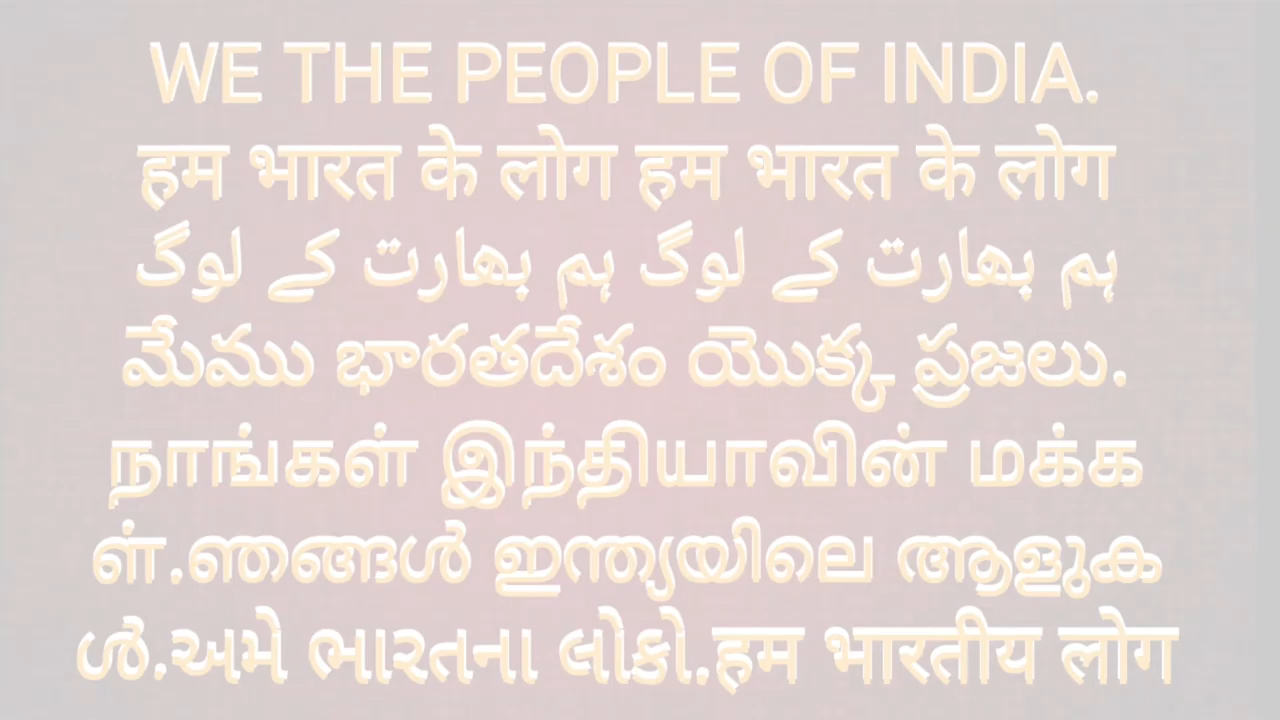 WE THE PEOPLE OF INDIA.
हम भारत के लोग हम भारत के लोग
ہم بھارت کے لوگ ہم بھارت کے لوگ
మేము భారతదేశం యొక్క ప్రజలు.
நாங்கள் இந்தியாவின் மக்க
ள்.ഞങ്ങൾ ഇന്ത്യയിലെ ആളുക
ൾ.અમે ભારતના લોકો.हम भारतीय लोग